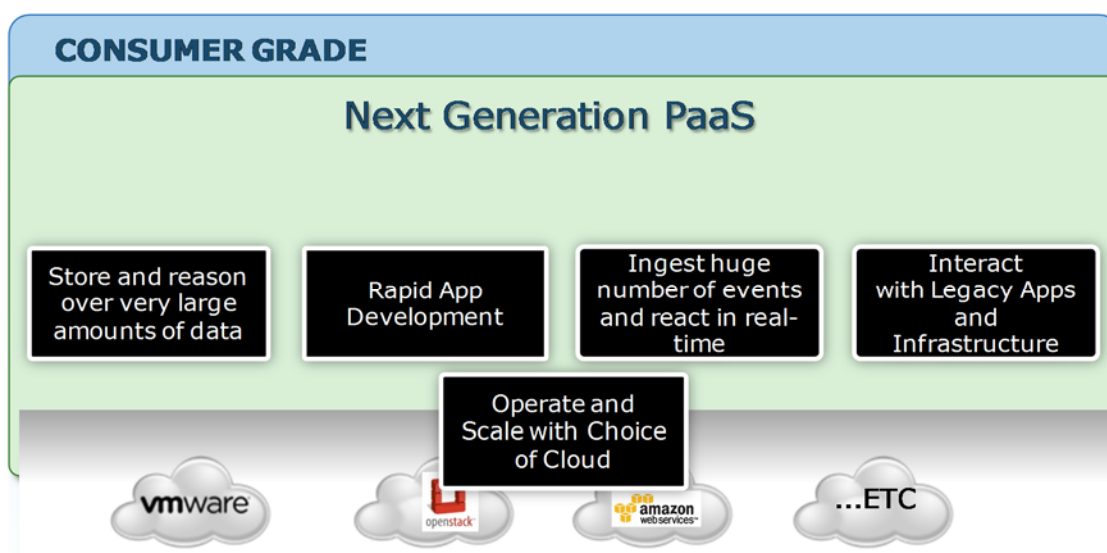 CONSUMER GRADE
Next Generation PaaS
Store and reason
over very large
amounts of data
Rapid App
Development
Ingest huge
number of events
and react in real-
time
Interact
with Legacy Apps
and
Infrastructure
Operate and
Scale with Choice
of Cloud
vmware
openstack
amazon
webservices™
...ETC